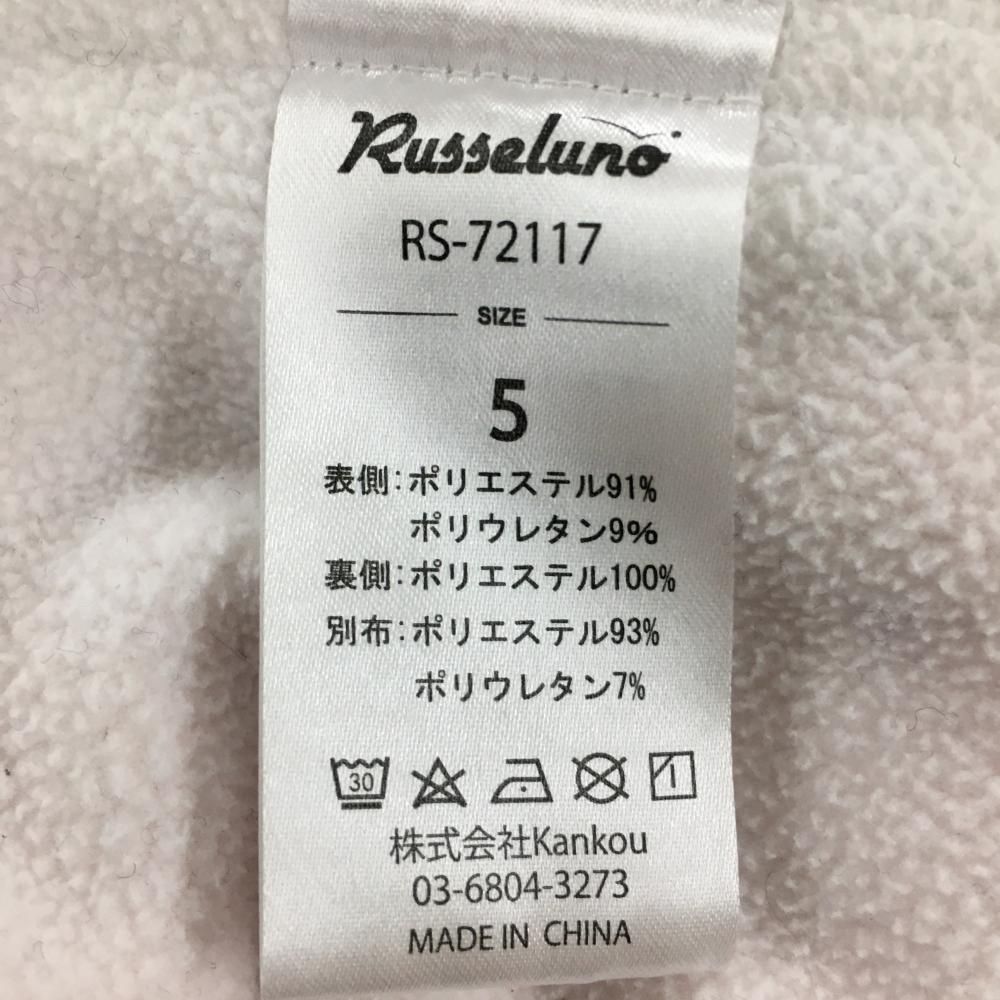 Russeluno
RS-72117
SIZE
5
表側:ポリエステル91%
ポリウレタン9%
裏側:ポリエステル100%
別布:ポリエステル93%
ポリウレタン7%
30
株式会社Kankou
03-6804-3273
MADE IN CHINA